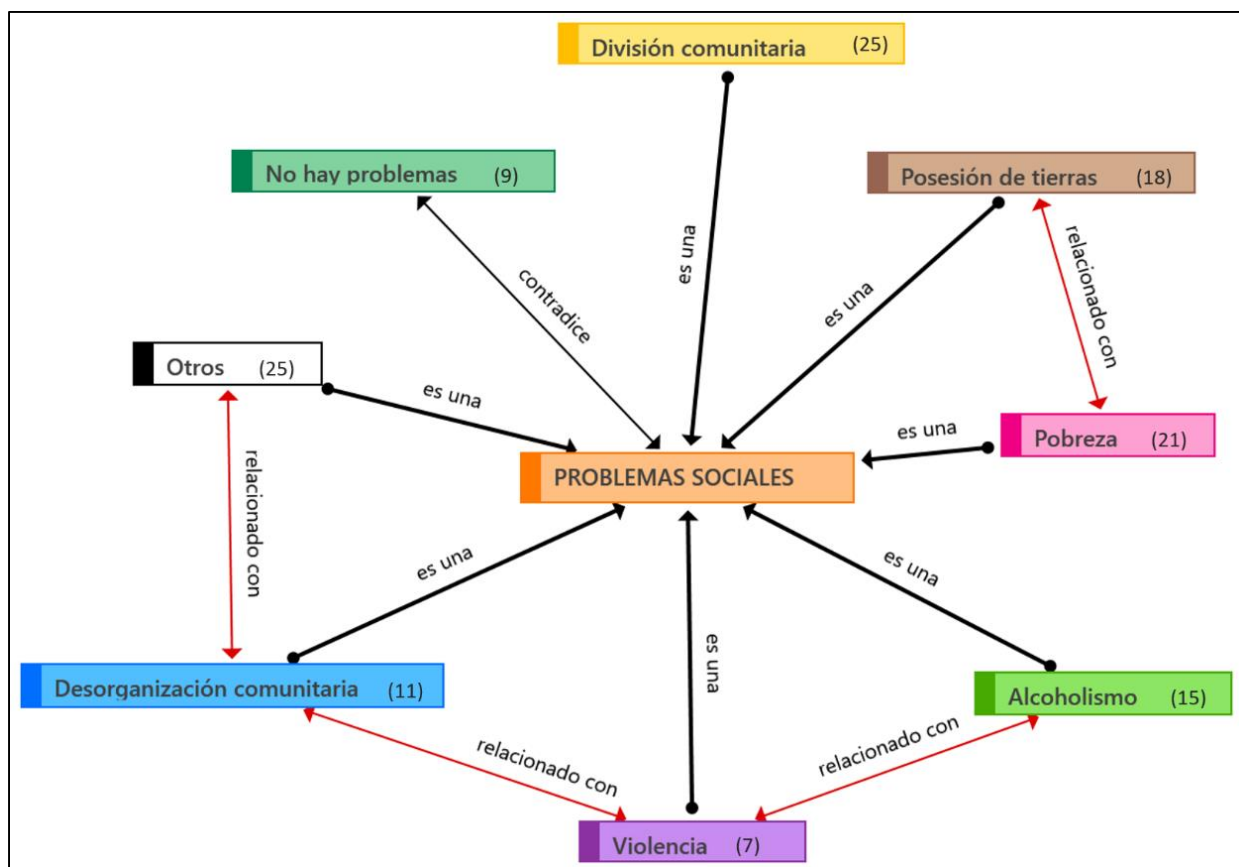 División comunitaria (25)
No hay problemas (9)
Posesión de tierras (18)
es una
es una
relacionado con
contradice
Otros (25)
es una
es una
Pobreza (21)
PROBLEMAS SOCIALES
relacionado con
es una
es una
es una
Desorganización comunitaria (11)
Alcoholismo (15)
relacionado con
relacionado con
Violencia (7)